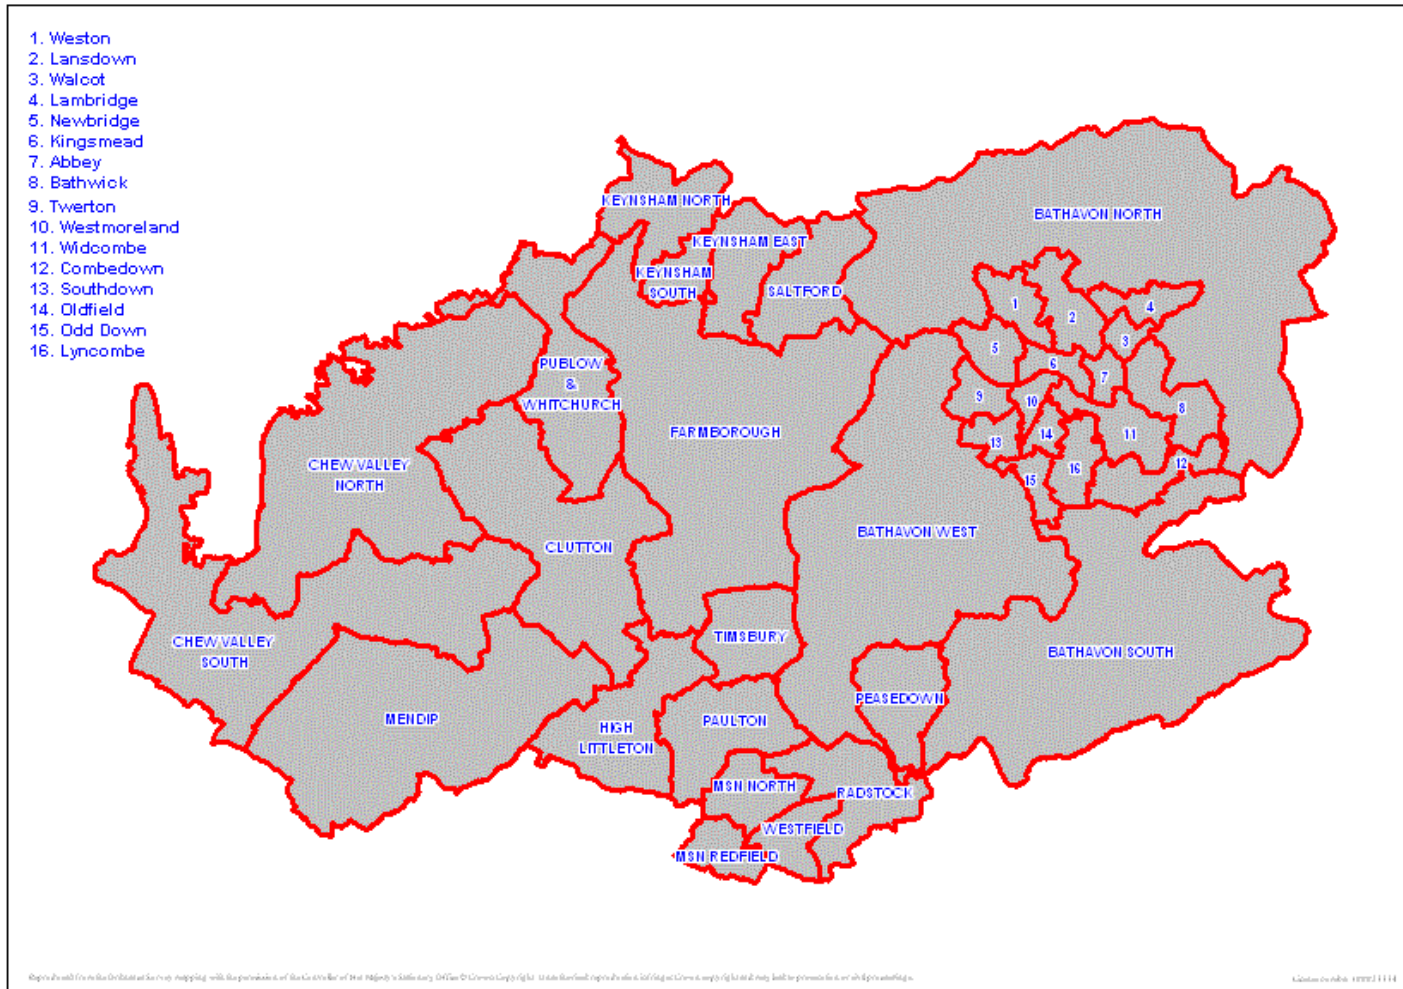 1. Weston
2. Lansdown
3. Walcot
4. Lambridge
5. Newbridge
6. Kingsmead
7. Abbey
8. Bathwick
9. Twerton
10. Westmoreland
11. Widcombe
12. Combedown
13. Southdown
14. Oldfield
15. Odd Down
16. Lyncombe
KEYNSHAM NORTH
BATHAVON NORTH
KEYNSHAM EAST
KEYNSHAM
SOUTH
SALTFORD
1
2
4
3
5
6
7
PUBLOW
&
WHITCHURCH
9
10
8
FARMBOROUGH
13
14
11
CHEW VALLEY
NORTH
15
16
12
BATHAVON WEST
CLUTTON
CHEW VALLEY
SOUTH
TIMSBURY
BATHAVON SOUTH
PEASEDOWN
MENDIP
PAULTON
HIGH
LITTLETON
MSN NORTH
RADSTOCK
WESTFIELD
MSN REDFIELD